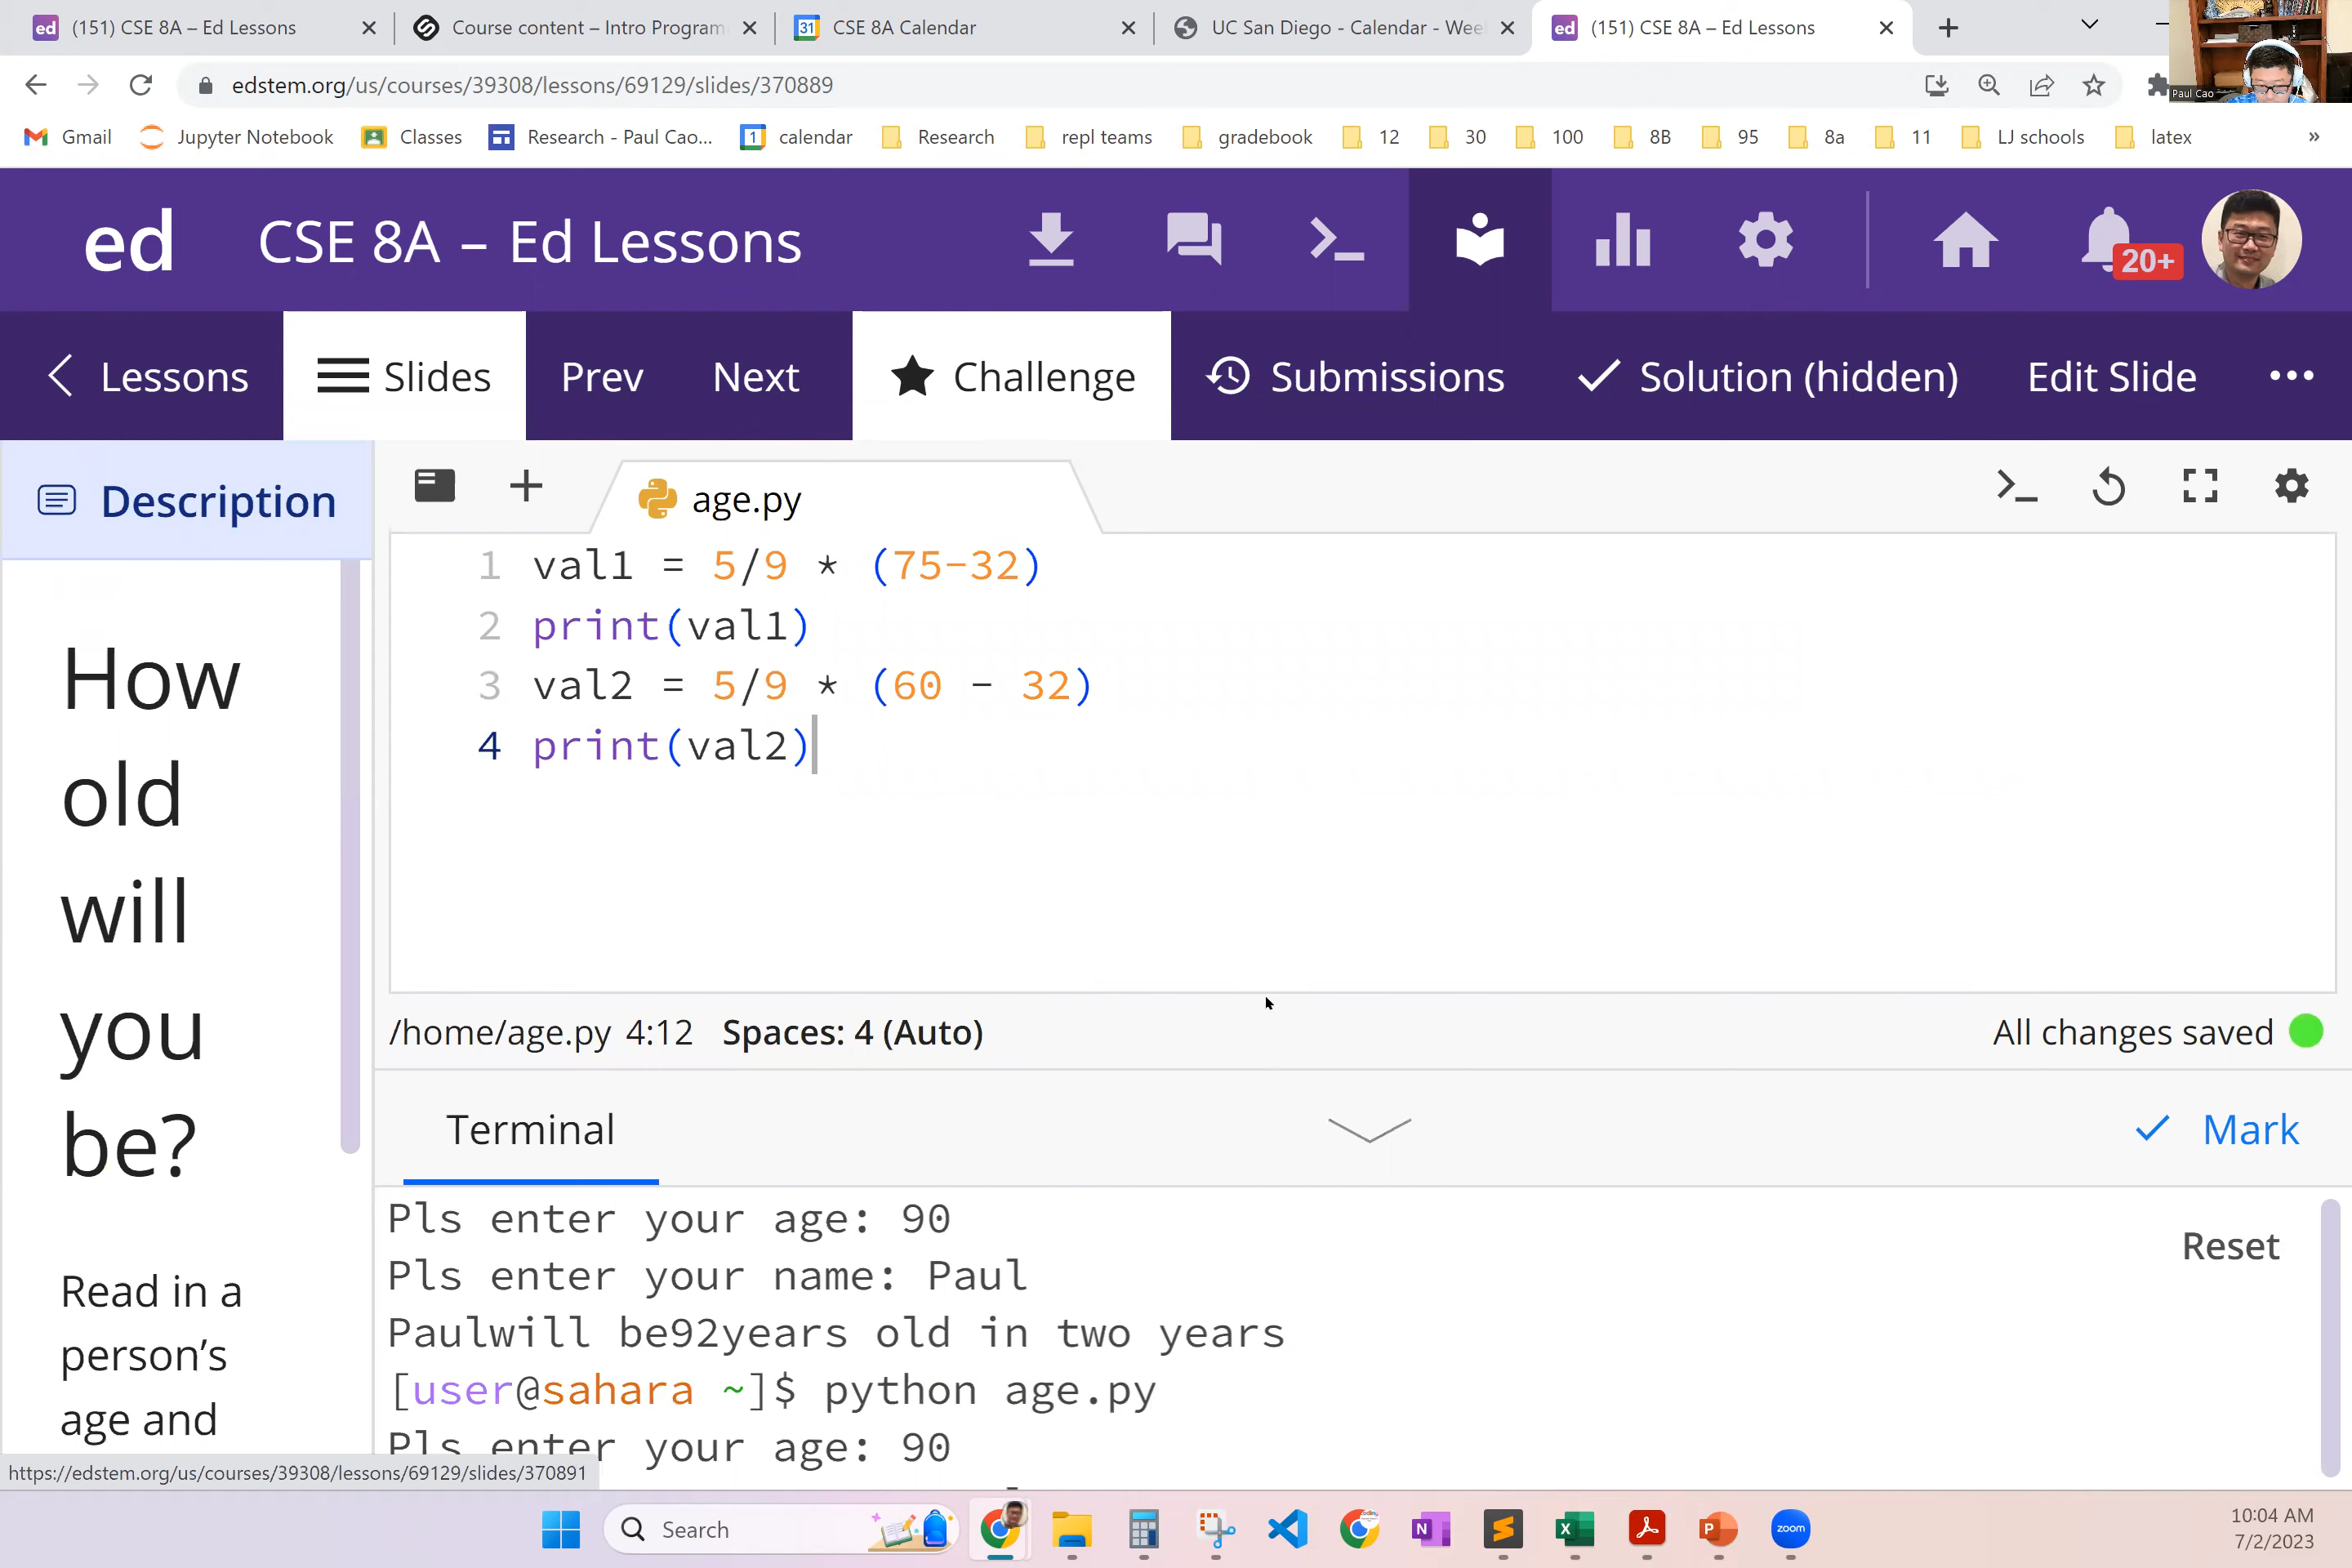 (151) CSE 8A – Ed Lessons
Course content – Intro Program
31 CSE 8A Calendar
UC San Diego - Calendar - Wee
ed (151) CSE 8A – Ed Lessons
edstem.org/us/courses/39308/lessons/69129/slides/370889
Paul Cao
Gmail
Jupyter Notebook
Classes
Research - Paul Cao...
1 calendar
Research
repl teams
gradebook
12
30
100
8B
95
8a
11
LJ schools
latex
»
ed CSE 8A – Ed Lessons
20+
Lessons
Slides
Prev
Next
Challenge
Submissions
Solution (hidden)
Edit Slide
Description
How
old
will
you
be?
Read in a
person’s
age and
https://edstem.org/us/courses/39308/lessons/69129/slides/370891
age.py
1 val1 = 5/9 * (75-32)
2 print(val1)
3 val2 = 5/9 * (60 - 32)
4 print(val2)
/home/age.py 4:12 Spaces: 4 (Auto)
All changes saved
Terminal
Mark
Reset
Pls enter your age: 90
Pls enter your name: Paul
Paulwill be92years old in two years
[user@sahara ~]$ python age.py
Pls enter your age: 90
Search
zoom
10:04 AM
7/2/2023